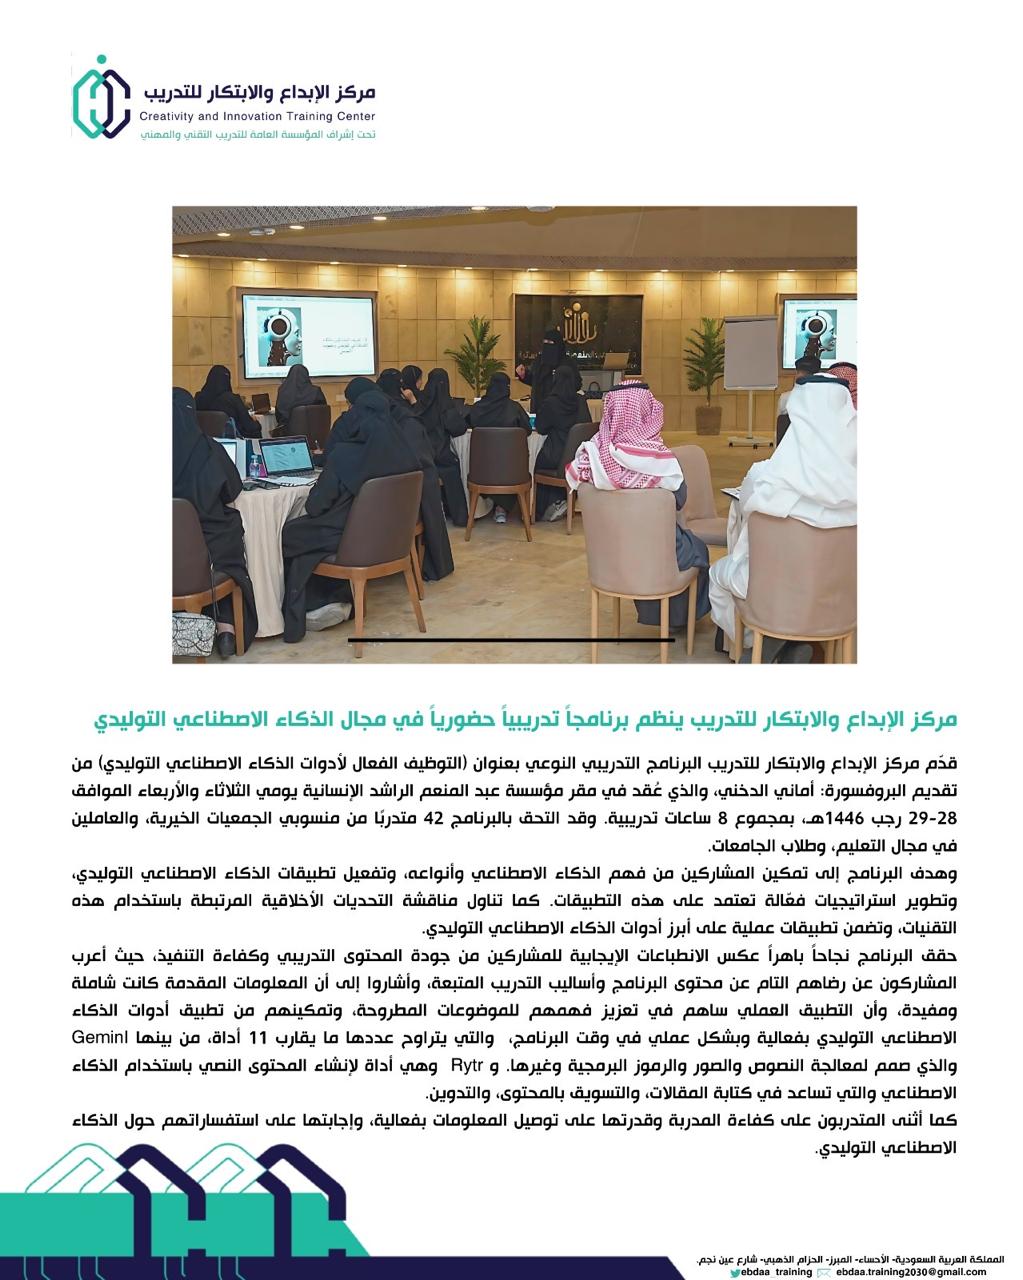 مركز الإبداع والابتكار للتدريب
Creativity and Innovation Training Center
تحت إشراف المؤسسة العامة للتدريب التقني والمهني
مركز الإبداع والابتكار للتدريب ينظم برنامجاً تدريبياً حضورياً في مجال الذكاء الاصطناعي التوليدي
قدّم مركز الإبداع والابتكار للتدريب البرنامج التدريبي النوعي بعنوان (التوظيف الفعال لأدوات الذكاء الاصطناعي التوليدي) من
تقديم البروفسورة: أماني الدخني، والذي عُقد في مقر مؤسسة عبد المنعم الراشد الإنسانية يومي الثلاثاء والأربعاء الموافق
28-29 رجب 1446هـ، بمجموع 8 ساعات تدريبية. وقد التحق بالبرنامج 42 متدربًا من منسوبي الجمعيات الخيرية، والعاملين
في مجال التعليم، وطلاب الجامعات.
وهدف البرنامج إلى تمكين المشاركين من فهم الذكاء الاصطناعي وأنواعه، وتفعيل تطبيقات الذكاء الاصطناعي التوليدي،
وتطوير استراتيجيات فعّالة تعتمد على هذه التطبيقات. كما تناول مناقشة التحديات الأخلاقية المرتبطة باستخدام هذه
التقنيات، وتضمن تطبيقات عملية على أبرز أدوات الذكاء الاصطناعي التوليدي.
حقق البرنامج نجاحاً باهراً عكس الانطباعات الإيجابية للمشاركين من جودة المحتوى التدريبي وكفاءة التنفيذ، حيث أعرب
المشاركون عن رضاهم التام عن محتوى البرنامج وأساليب التدريب المتبعة، وأشاروا إلى أن المعلومات المقدمة كانت شاملة
ومفيدة، وأن التطبيق العملي ساهم في تعزيز فهمهم للموضوعات المطروحة، وتمكينهم من تطبيق أدوات الذكاء
الاصطناعي التوليدي بفعالية وبشكل عملي في وقت البرنامج، والتي يتراوح عددها ما يقارب 11 أداة، من بينها GeminI
والذي صمم لمعالجة النصوص والصور والرموز البرمجية وغيرها. و Rytr وهي أداة لإنشاء المحتوى النصي باستخدام الذكاء
الاصطناعي والتي تساعد في كتابة المقالات، والتسويق بالمحتوى، والتدوين.
كما أثنى المتدربون على كفاءة المدربة وقدرتها على توصيل المعلومات بفعالية، وإجابتها على استفساراتهم حول الذكاء
الاصطناعي التوليدي.
المملكة العربية السعودية- الأحساء- المبرز- الحزام الذهبي- شارع عين نجم.
ebdaa_training ebdaa.training2030@gmail.com